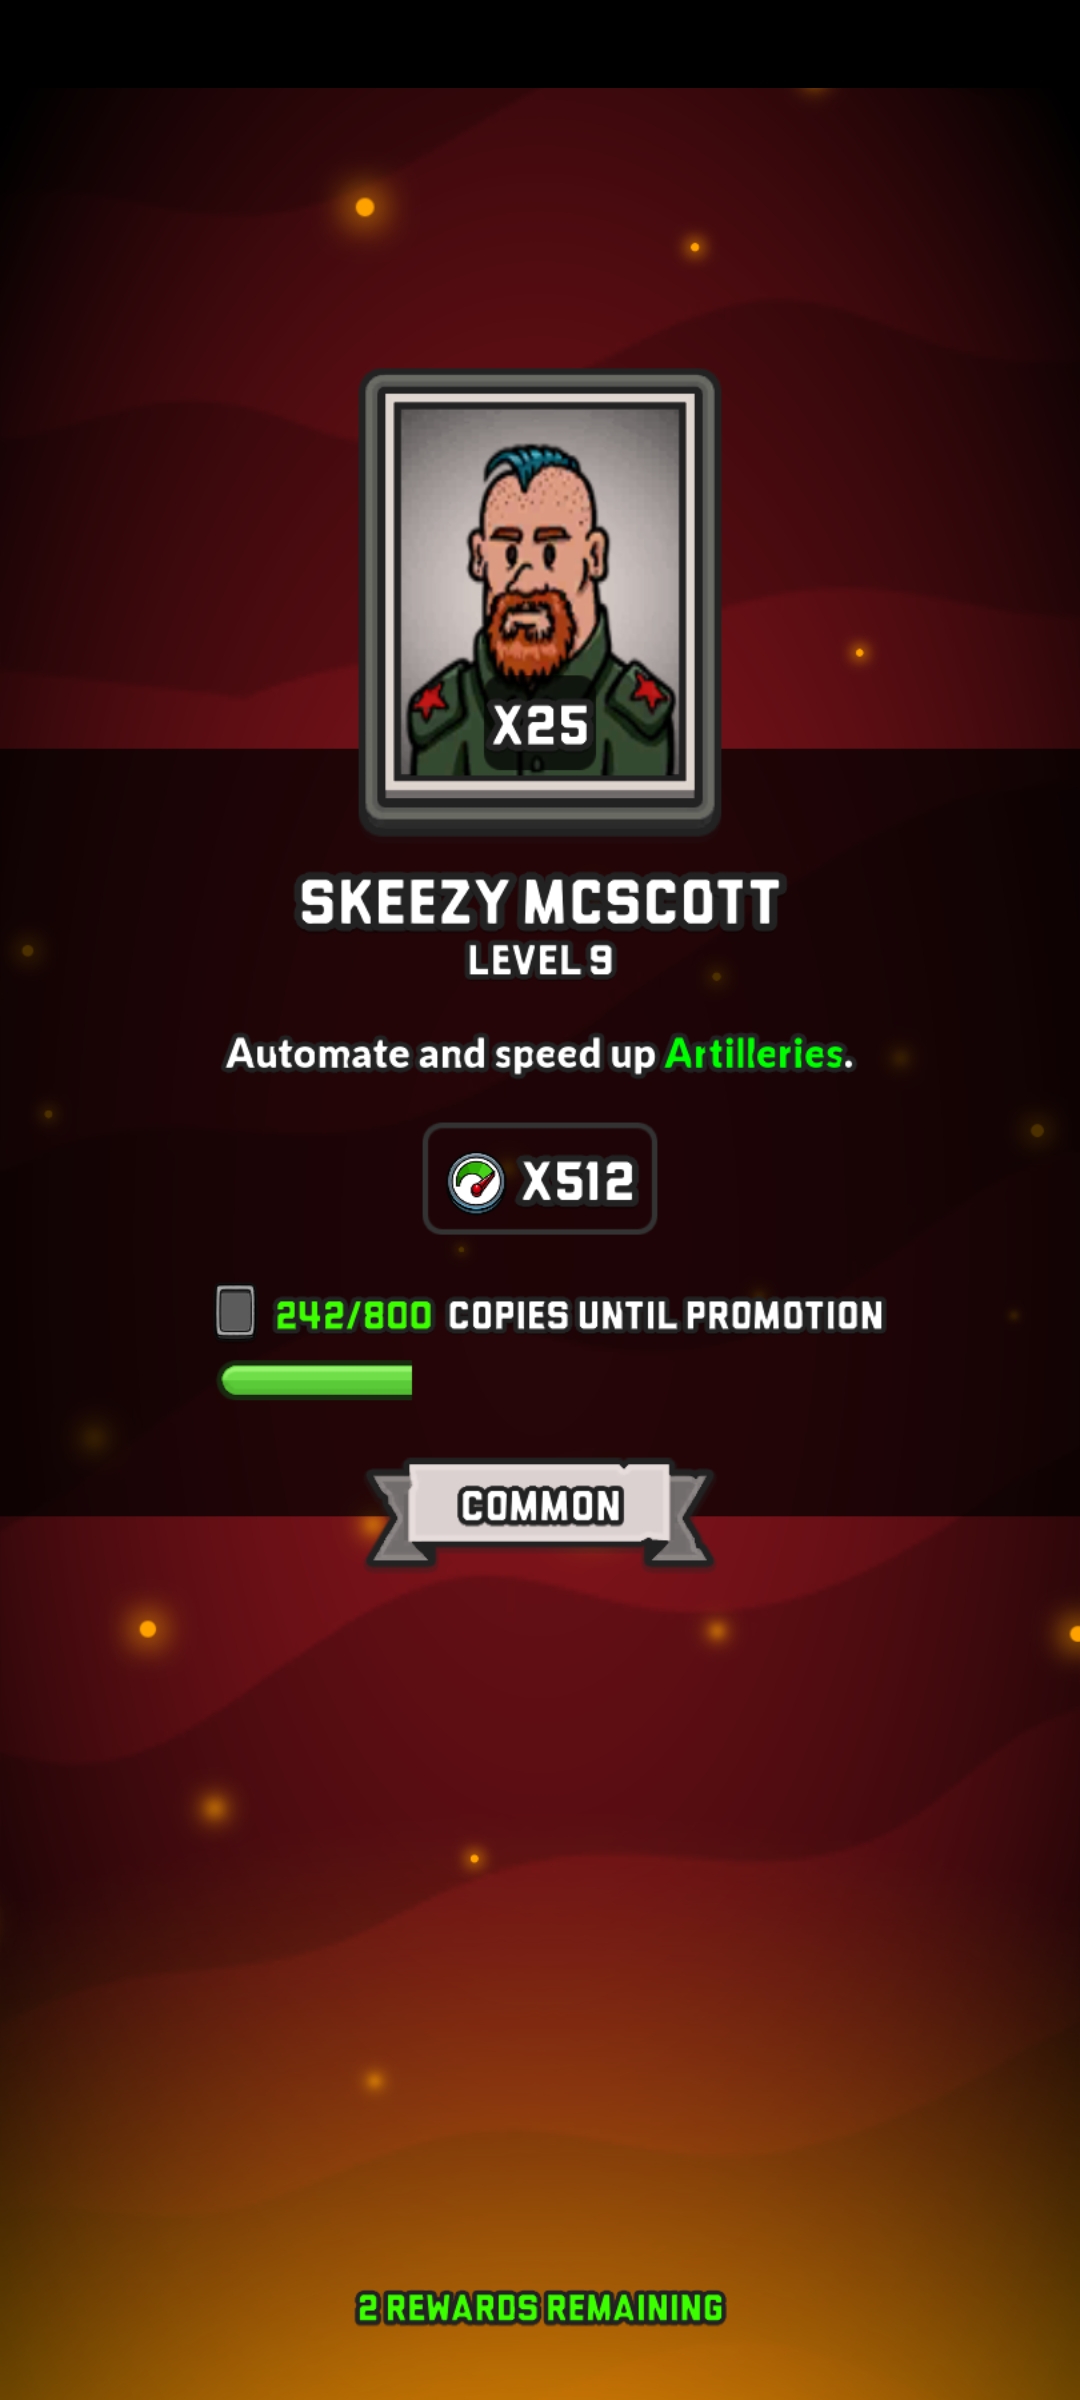 X25
SKEEZY MCSCOTT
LEVEL 9
Automate and speed up Artilleries.
X512
242/800 COPIES UNTIL PROMOTION
COMMON
2 REWARDS REMAINING